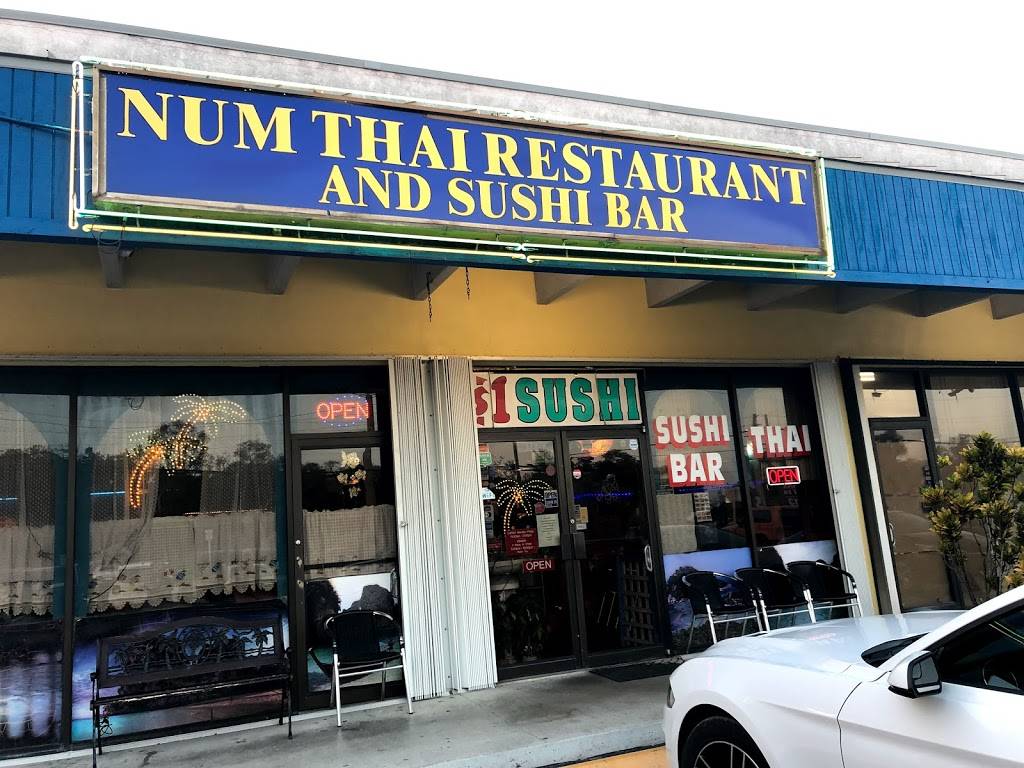 NUM THAI RESTAURANT
AND SUSHI BAR
OPEN
$1 SUSHI
SUSHI
BAR
THAI
OPEN
OPEN